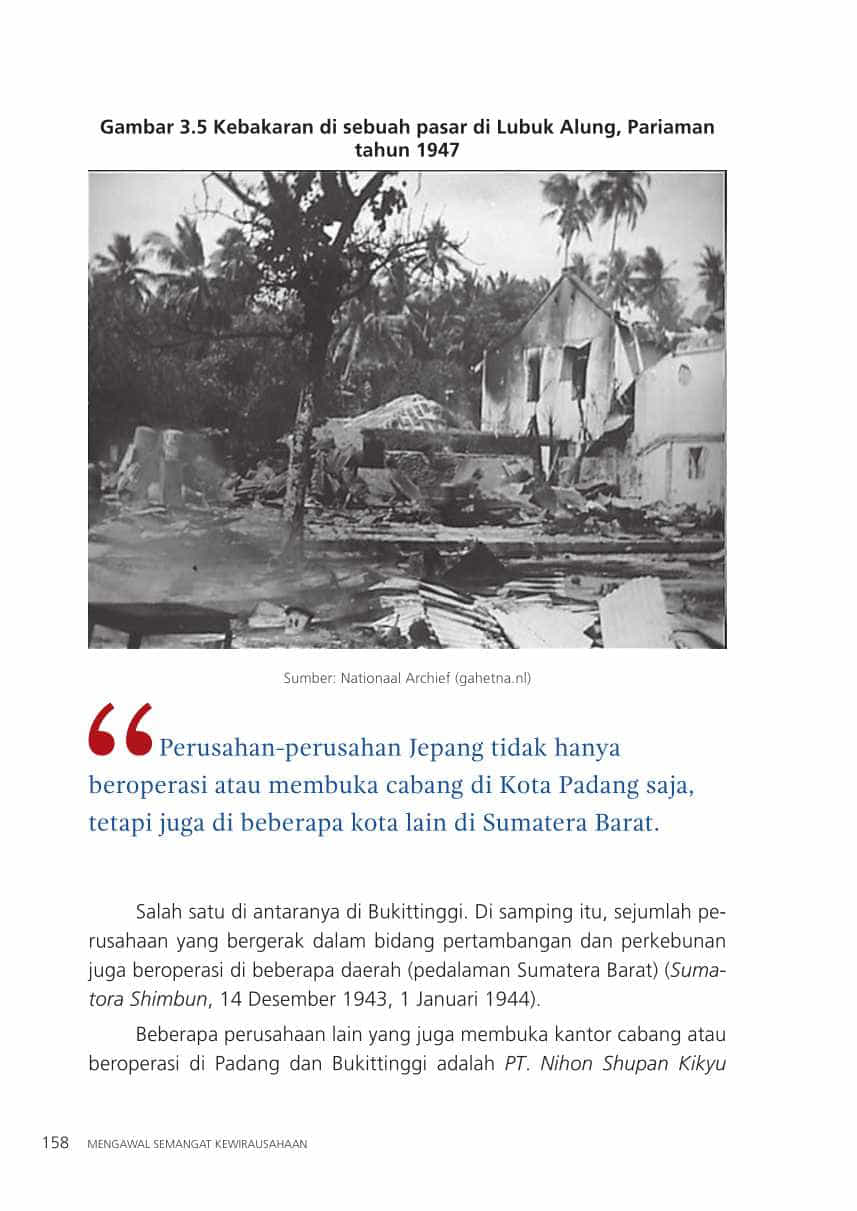 Gambar 3.5 Kebakaran di sebuah pasar di Lubuk Alung, Pariaman
tahun 1947
Sumber: Nationaal Archief (gahetna.nl)
“Perusahan-perusahan Jepang tidak hanya
beroperasi atau membuka cabang di Kota Padang saja,
tetapi juga di beberapa kota lain di Sumatera Barat.
Salah satu di antaranya di Bukittinggi. Di samping itu, sejumlah pe-
rusahaan yang bergerak dalam bidang pertambangan dan perkebunan
juga beroperasi di beberapa daerah (pedalaman Sumatera Barat) (Suma-
tora Shimbun, 14 Desember 1943, 1 Januari 1944).
Beberapa perusahaan lain yang juga membuka kantor cabang atau
beroperasi di Padang dan Bukittinggi adalah PT. Nihon Shupan Kikyu
158 MENGAWAL SEMANGAT KEWIRAUSAHAAN